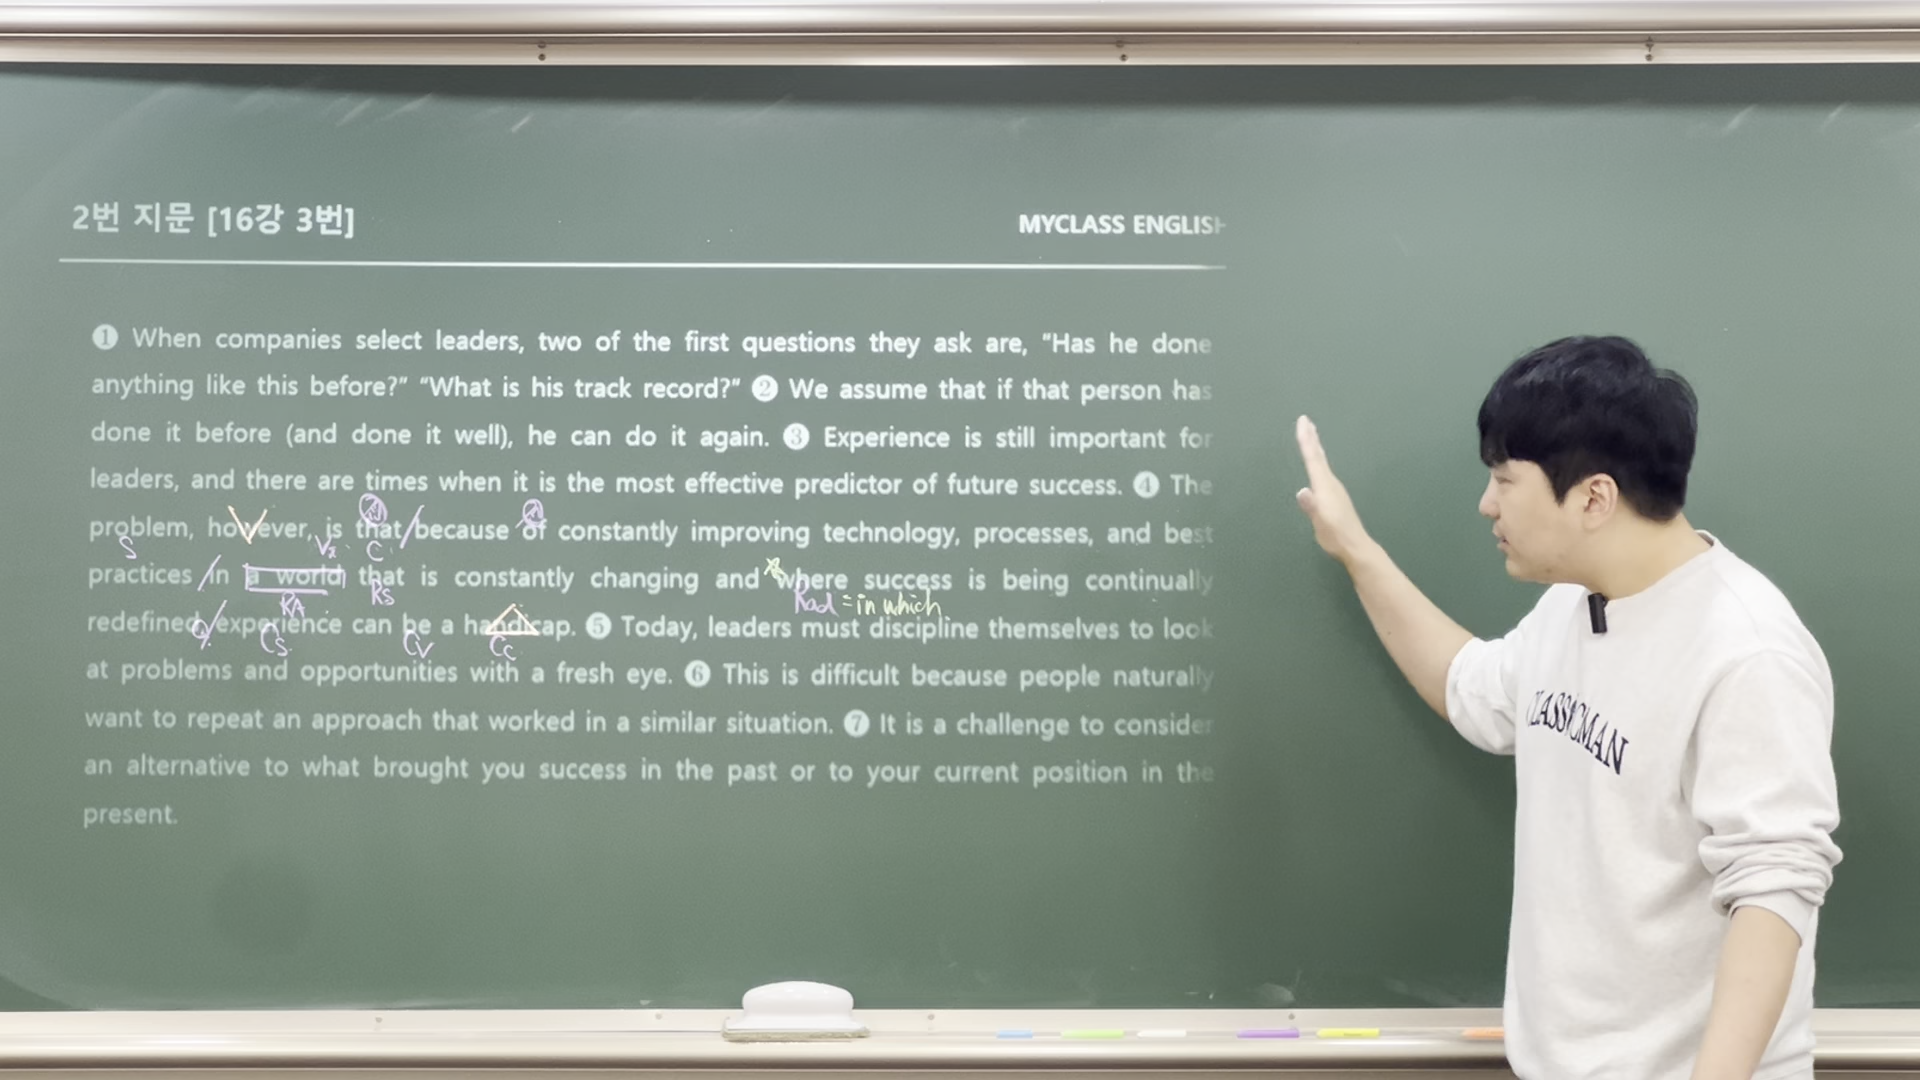 2번 지문 [16강 3번]
MYCLASS ENGLISH
❶ When companies select leaders, two of the first questions they ask are, "Has he done
anything like this before?" "What is his track record?" ❷ We assume that if that person has
done it before (and done it well), he can do it again. ❸ Experience is still important for
leaders, and there are times when it is the most effective predictor of future success. ❹ The
problem, however, is that/because of constantly improving technology, processes, and best
S V₂ C
practices/in a world that is constantly changing and where success is being continually
RA Rs Rad = in which
redefined/experience can be a handicap. ❺ Today, leaders must discipline themselves to look
Cs Cv Cc
at problems and opportunities with a fresh eye. ❻ This is difficult because people naturally
want to repeat an approach that worked in a similar situation. ❼ It is a challenge to consider
an alternative to what brought you success in the past or to your current position in the
present.